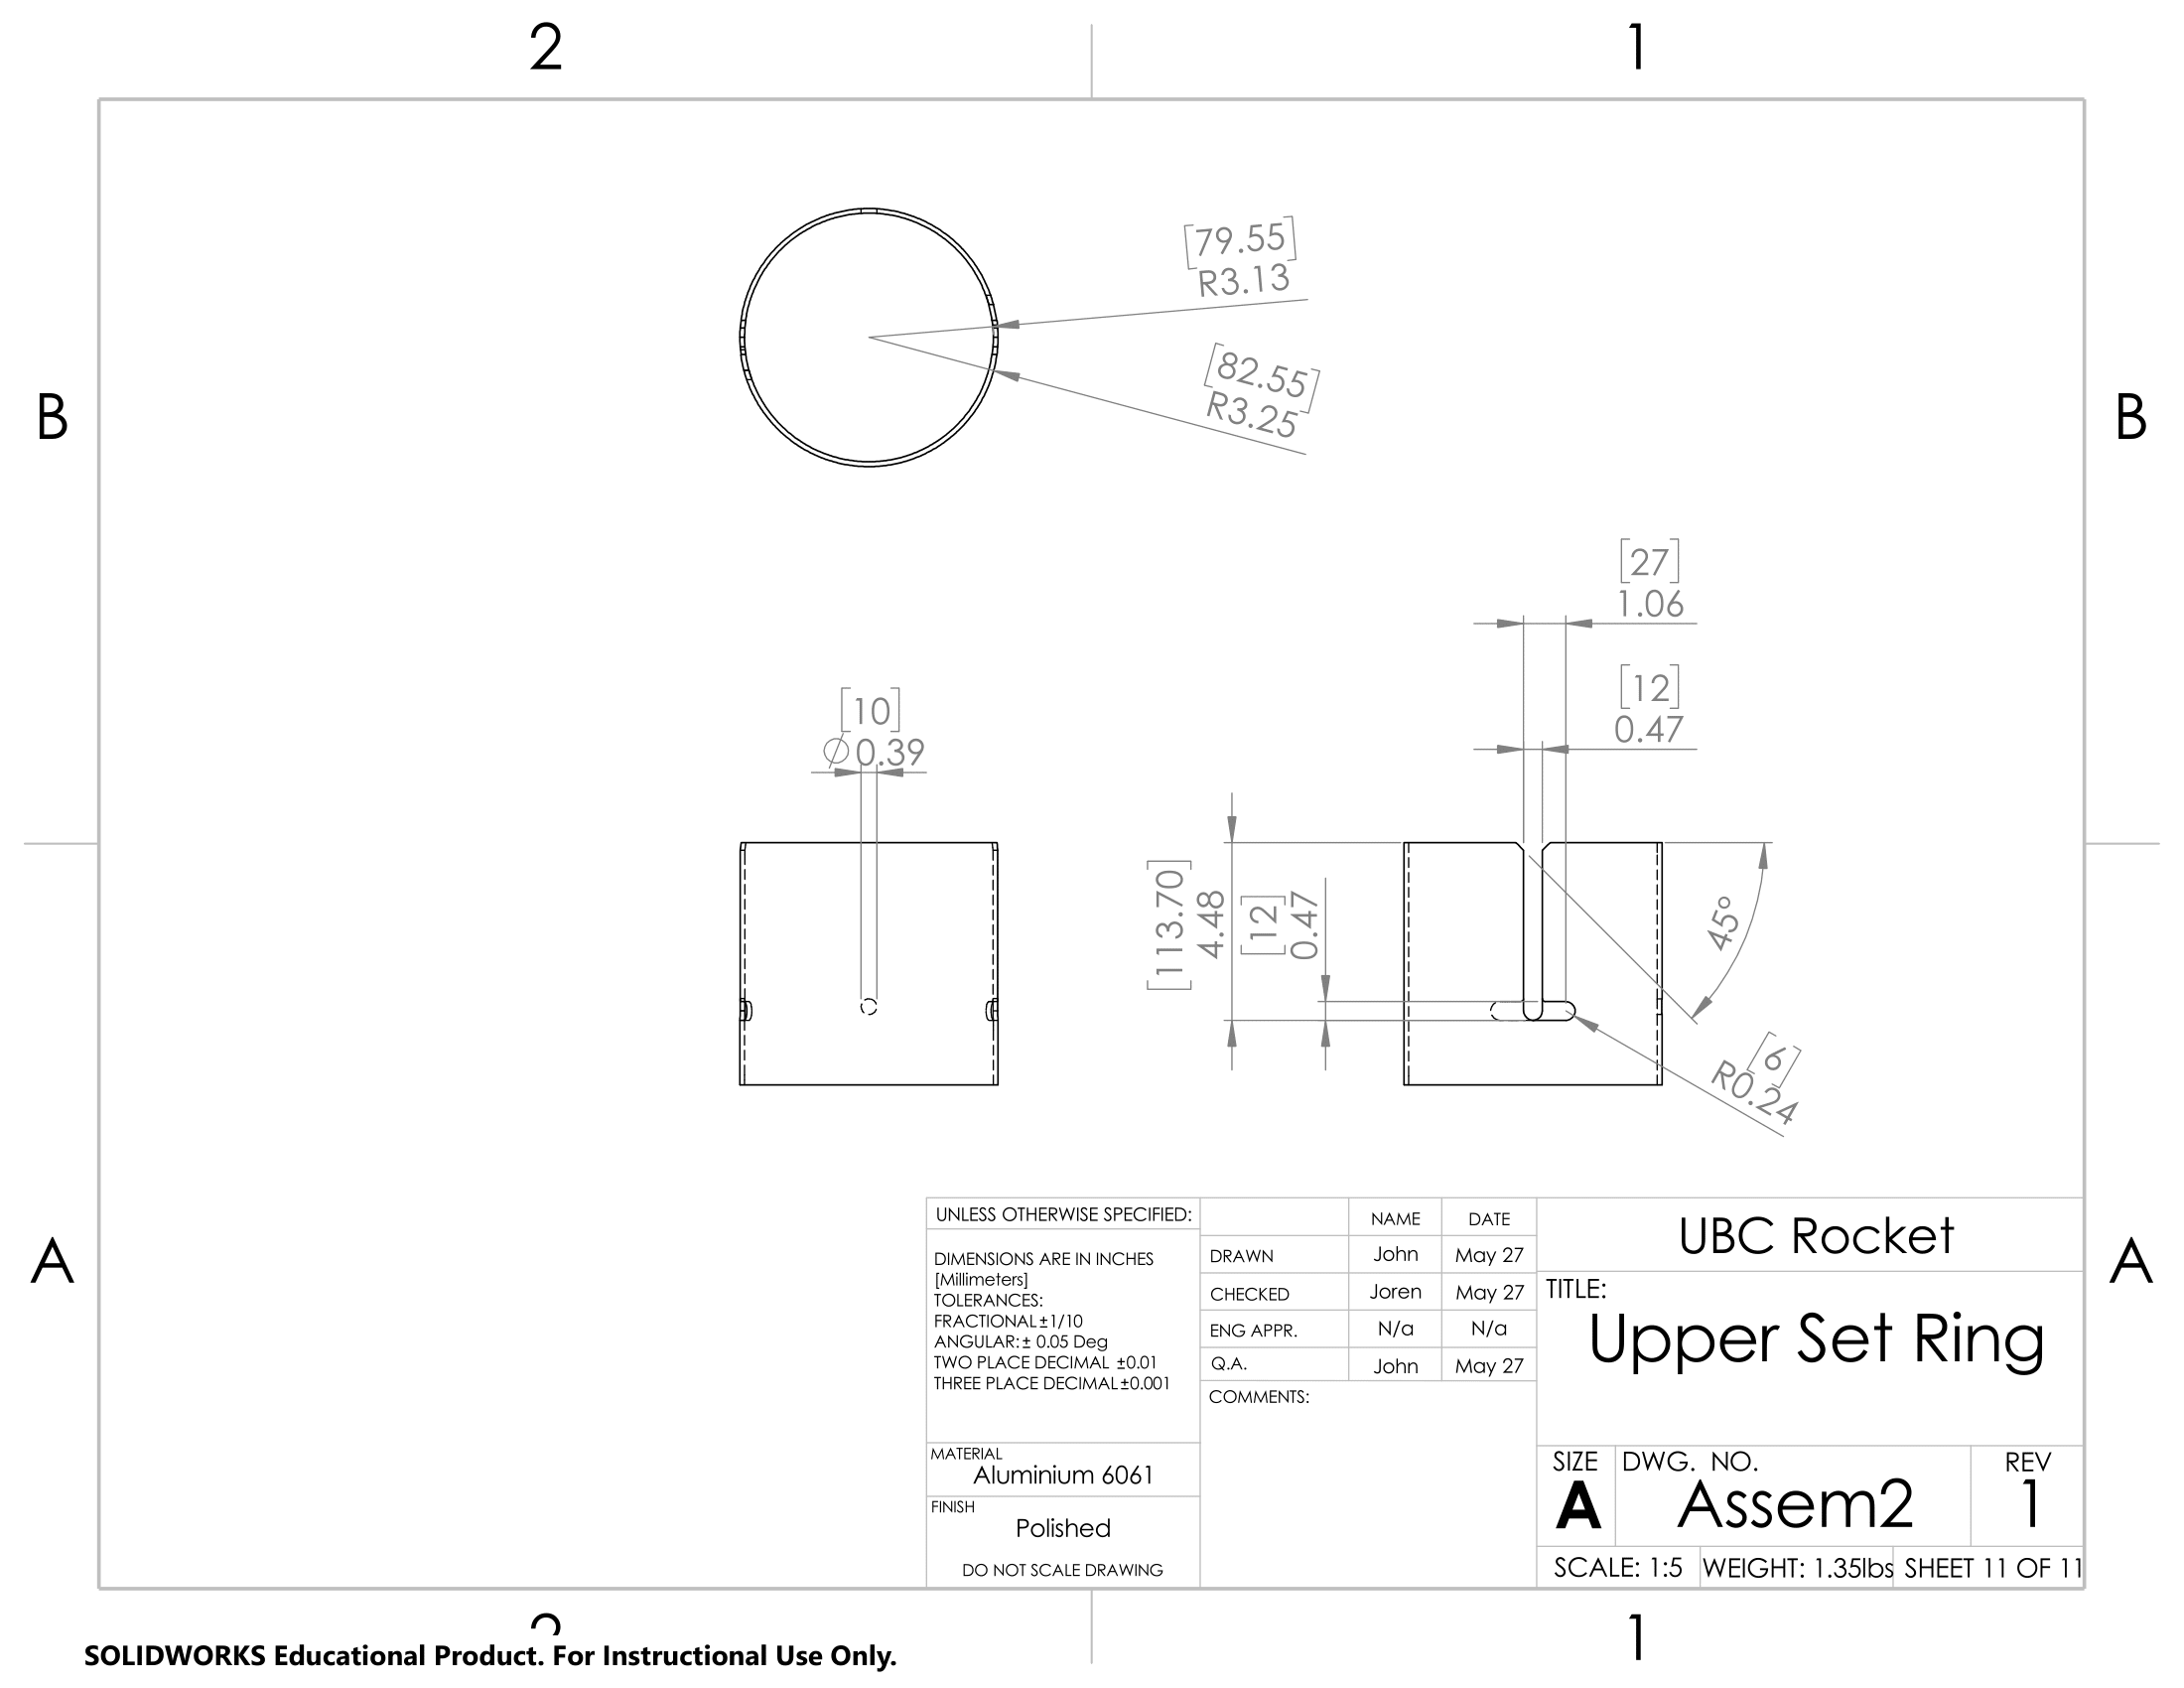 2
1
[79.55]
R3.13
[82.55]
R3.25
B
B
[27]
1.06
[12]
0.47
[10]
∅0.39
[113.70]
4.48
[12]
0.47
45°
[6]
R0.24
A
A
UNLESS OTHERWISE SPECIFIED:
DIMENSIONS ARE IN INCHES
[Millimeters]
TOLERANCES:
FRACTIONAL±1/10
ANGULAR:± 0.05 Deg
TWO PLACE DECIMAL ±0.01
THREE PLACE DECIMAL±0.001
MATERIAL
Aluminium 6061
FINISH
Polished
DO NOT SCALE DRAWING
NAME DATE
DRAWN John May 27
CHECKED Joren May 27
ENG APPR. N/a N/a
Q.A. John May 27
COMMENTS:
UBC Rocket
TITLE:
Upper Set Ring
SIZE DWG. NO. REV
A Assem2 1
SCALE: 1:5 WEIGHT: 1.35lbs SHEET 11 OF 11
2
1
SOLIDWORKS Educational Product. For Instructional Use Only.